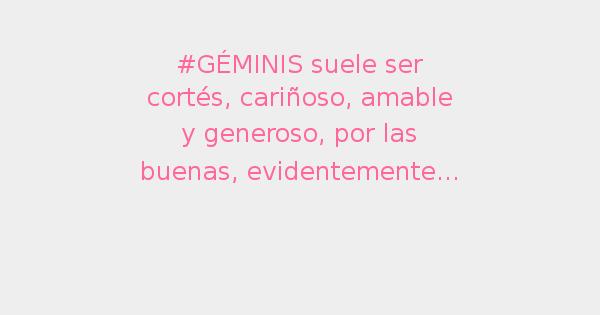 #GÉMINIS suele ser
cortés, cariñoso, amable
y generoso, por las
buenas, evidentemente...